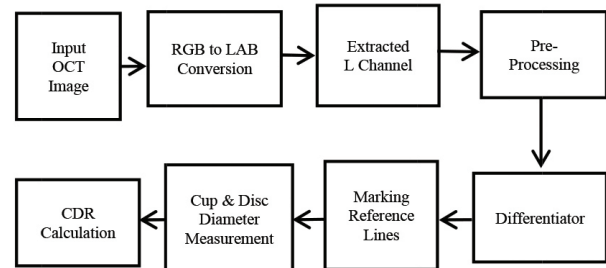 Input
OCT
Image
RGB to LAB
Conversion
Extracted
L Channel
Pre-
Processing
Differentiator
Marking
Reference
Lines
Cup & Disc
Diameter
Measurement
CDR
Calculation